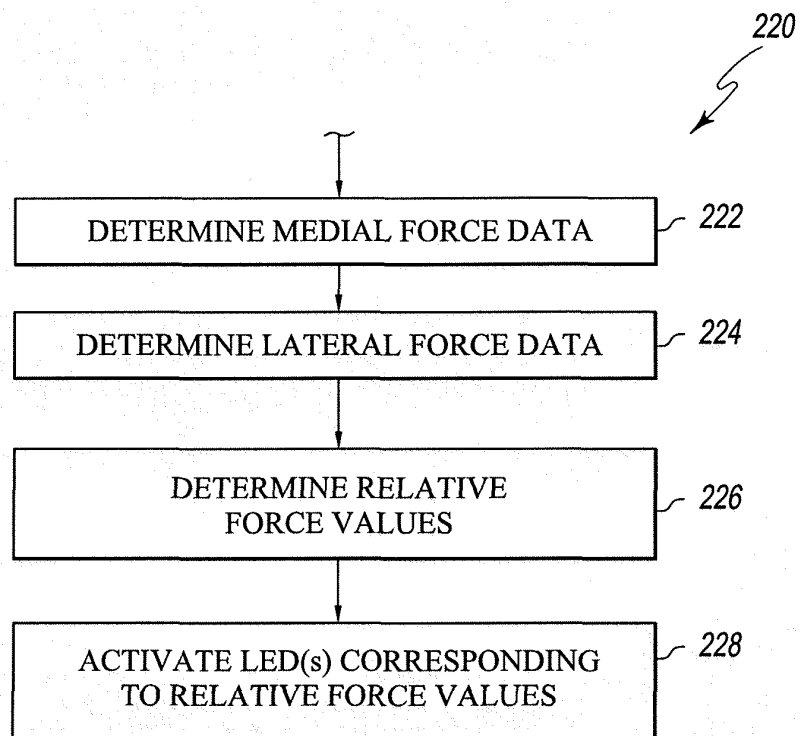 220
DETERMINE MEDIAL FORCE DATA
222
DETERMINE LATERAL FORCE DATA
224
DETERMINE RELATIVE
FORCE VALUES
226
ACTIVATE LED(s) CORRESPONDING
TO RELATIVE FORCE VALUES
228